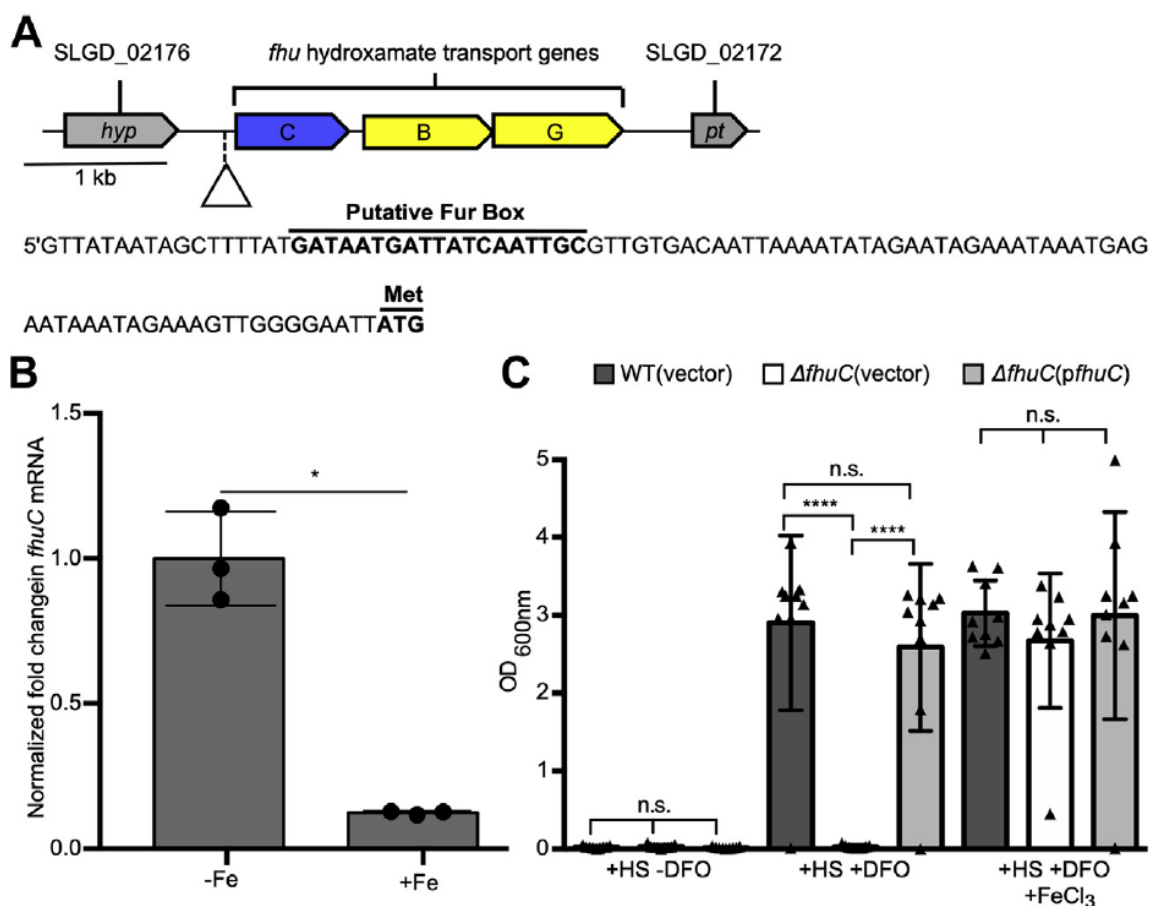 A
SLGD_02176
fhu hydroxamate transport genes
SLGD_02172
hyp
C
B
G
pt
1 kb
Putative Fur Box
5'GTTATAATAGCTTTTATGATAATGATTATCAATTGCGTTGTGACAATTAAAATATAGAATAGAAATAAATGAG
Met
AATAAATAGAAAGTTGGGGAATTATG
B
Normalized fold changein fhuC mRNA
1.5
1.0
0.5
0.0
*
-Fe
+Fe
C
WT(vector)
ΔfhuC(vector)
ΔfhuC(pfhuC)
OD600nm
5
4
3
2
1
0
n.s.
n.s.
****
****
n.s.
+HS -DFO
+HS +DFO
+HS +DFO
+FeCl3